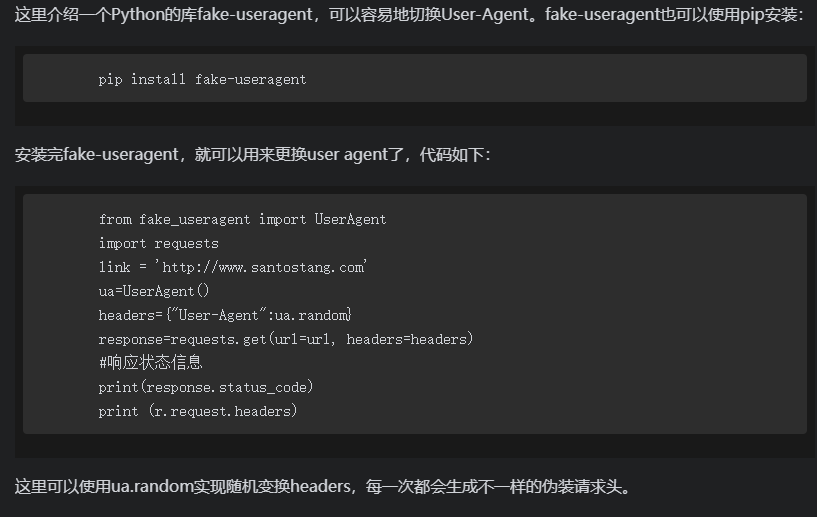 这里介绍一个Python的库fake-useragent，可以容易地切换User-Agent。fake-useragent也可以使用pip安装：
pip install fake-useragent
安装完fake-useragent，就可以用来更换user agent了，代码如下：
from fake_useragent import UserAgent
import requests
link = 'http://www.santostang.com'
ua=UserAgent()
headers={"User-Agent":ua.random}
response=requests.get(url=url, headers=headers)
#响应状态信息
print(response.status_code)
print (r.request.headers)
这里可以使用ua.random实现随机变换headers，每一次都会生成不一样的伪装请求头。